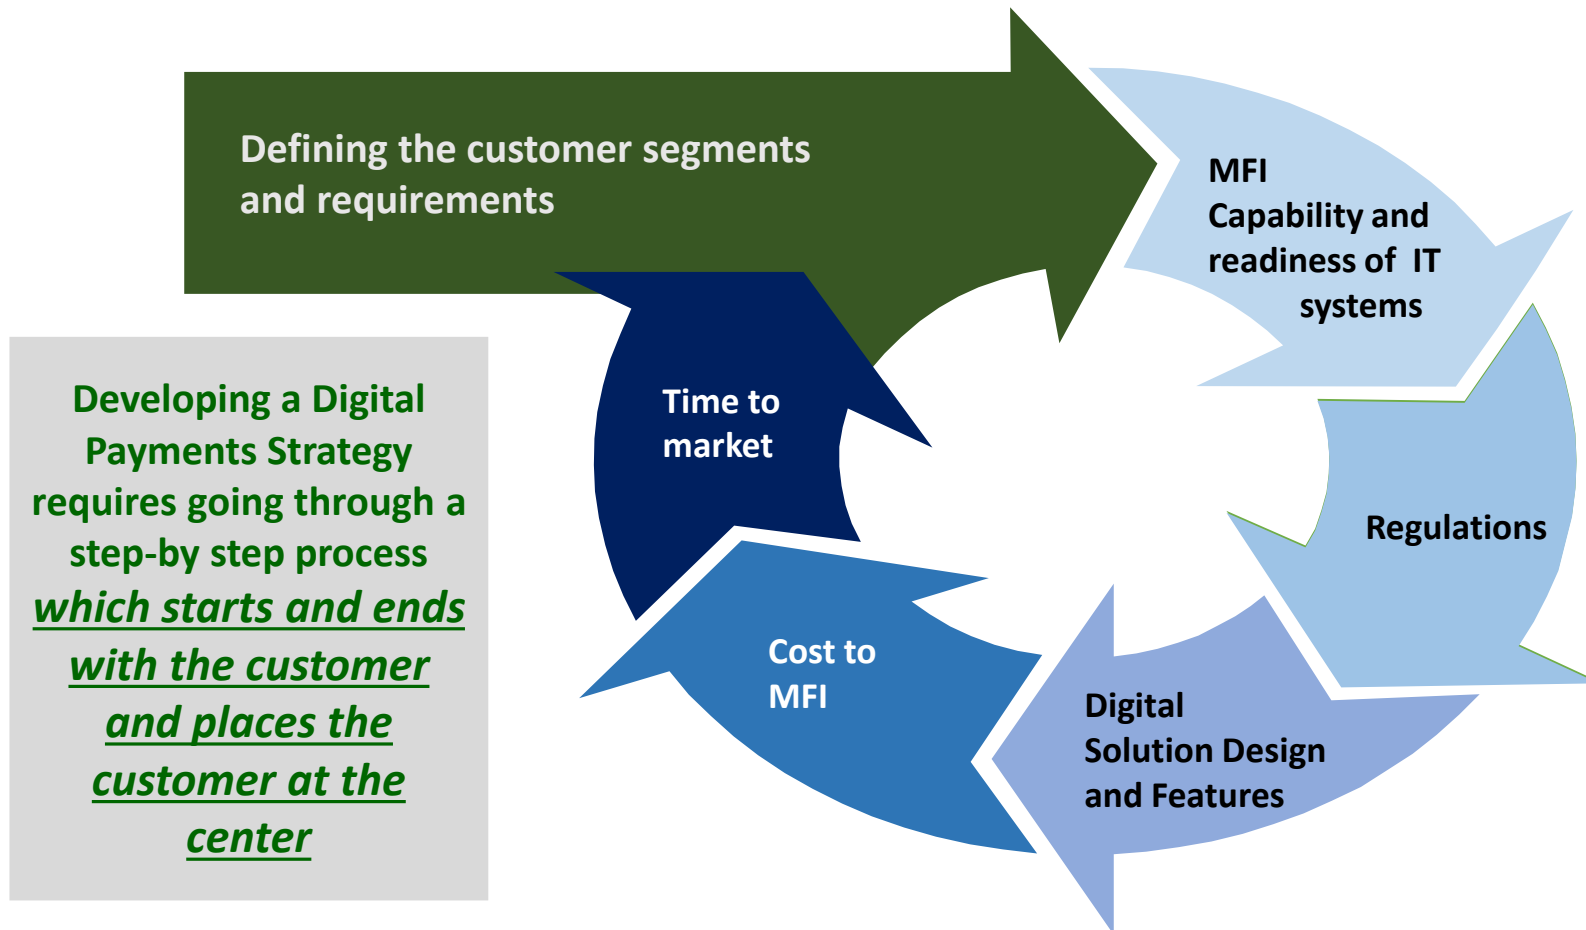 Defining the customer segments
and requirements
MFI
Capability and
readiness of IT
systems
Regulations
Digital
Solution Design
and Features
Cost to
MFI
Time to
market
Developing a Digital
Payments Strategy
requires going through a
step-by step process
which starts and ends
with the customer
and places the
customer at the
center